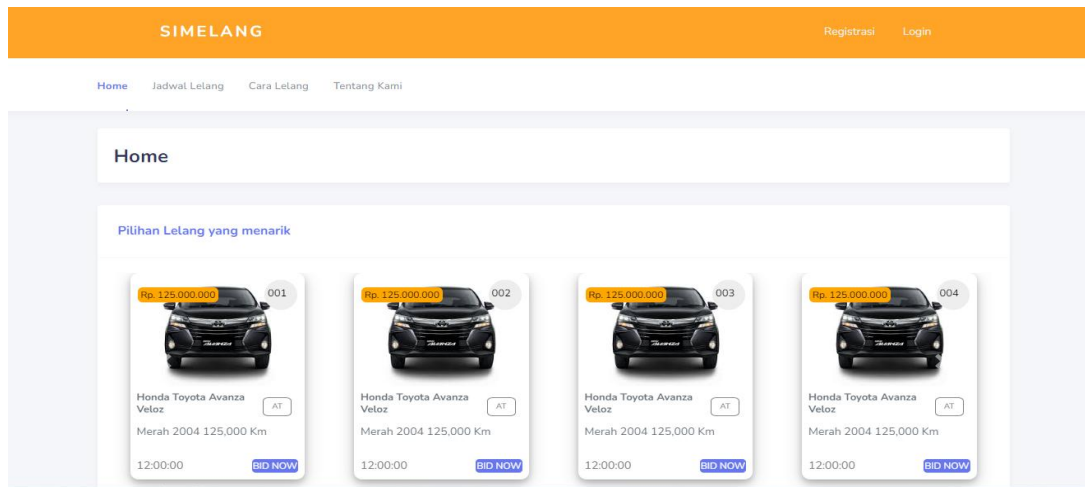 SIMELANG
Registrasi Login
Home Jadwal Lelang Cara Lelang Tentang Kami
Home
Pilihan Lelang yang menarik
Rp. 125.000.000 001
AVANZA
Honda Toyota Avanza
Veloz
AT
Merah 2004 125,000 Km
12:00:00 BID NOW
Rp. 125.000.000 002
AVANZA
Honda Toyota Avanza
Veloz
AT
Merah 2004 125,000 Km
12:00:00 BID NOW
Rp. 125.000.000 003
AVANZA
Honda Toyota Avanza
Veloz
AT
Merah 2004 125,000 Km
12:00:00 BID NOW
Rp. 125.000.000 004
AVANZA
Honda Toyota Avanza
Veloz
AT
Merah 2004 125,000 Km
12:00:00 BID NOW